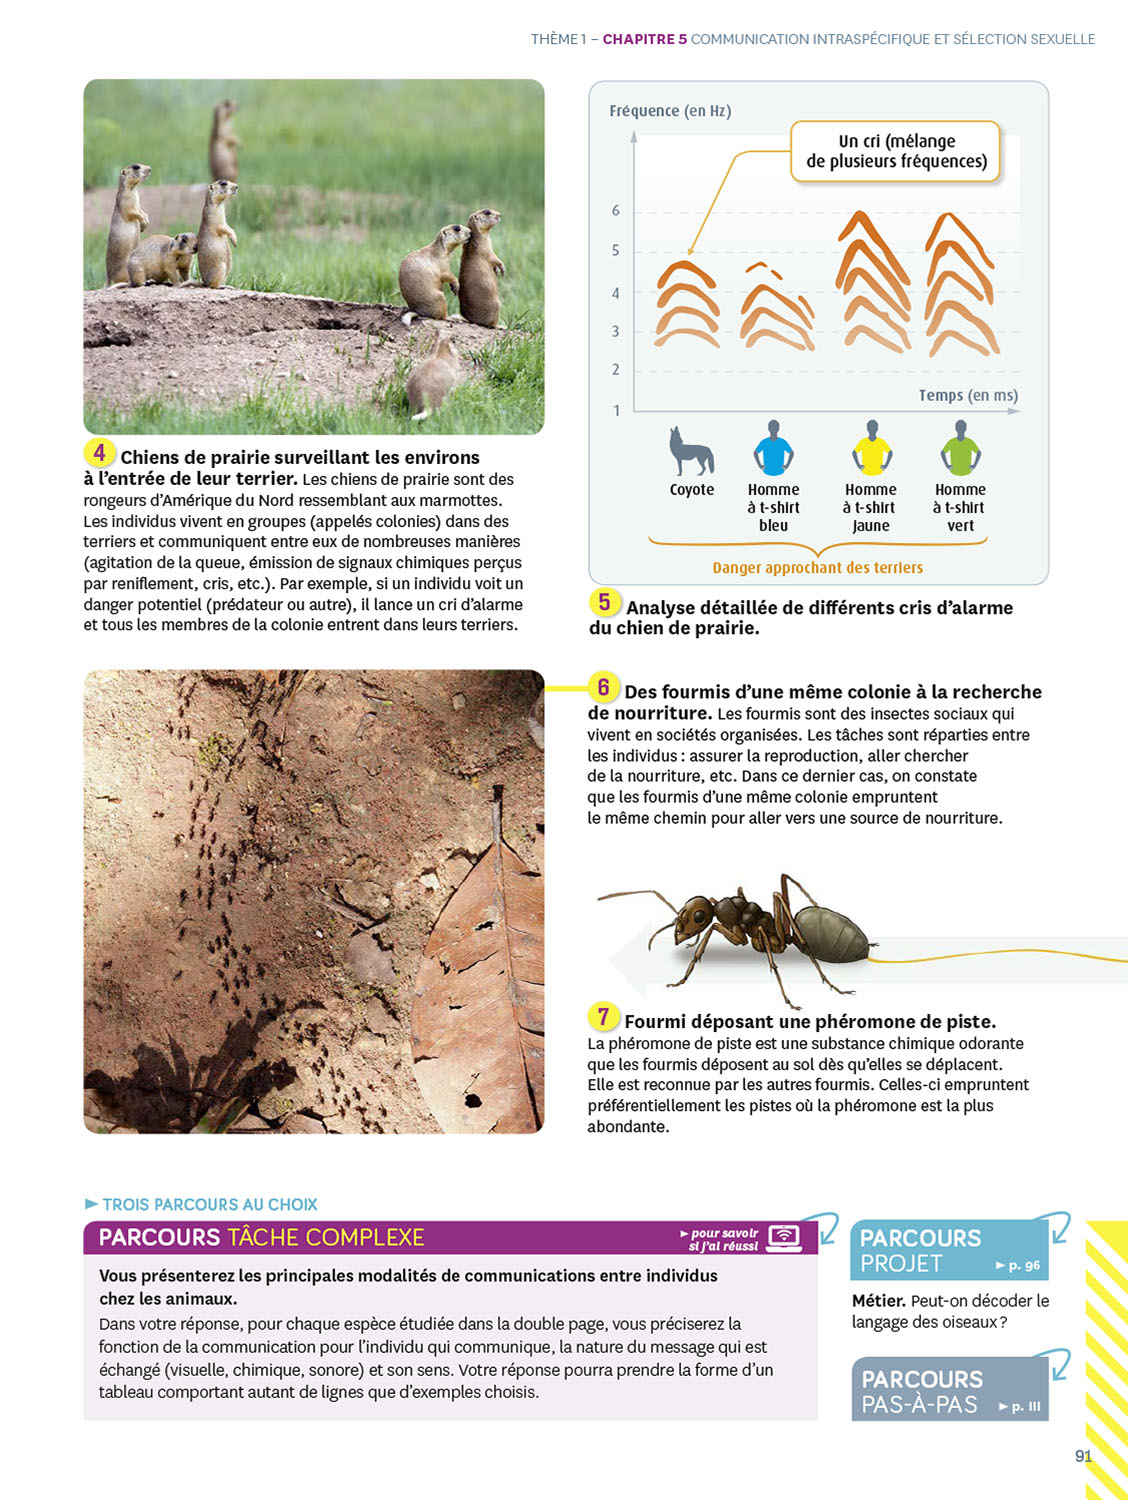 THÈME 1 – CHAPITRE 5 COMMUNICATION INTRASPÉCIFIQUE ET SÉLECTION SEXUELLE
4 Chiens de prairie surveillant les environs
à l'entrée de leur terrier. Les chiens de prairie sont des
rongeurs d'Amérique du Nord ressemblant aux marmottes.
Les individus vivent en groupes (appelés colonies) dans des
terriers et communiquent entre eux de nombreuses manières
(agitation de la queue, émission de signaux chimiques perçus
par reniflement, cris, etc.). Par exemple, si un individu voit un
danger potentiel (prédateur ou autre), il lance un cri d'alarme
et tous les membres de la colonie entrent dans leurs terriers.
Fréquence (en Hz)
Un cri (mélange
de plusieurs fréquences)
6
5
4
3
2
1
Temps (en ms)
Coyote
Homme
à t-shirt
bleu
Homme
à t-shirt
jaune
Homme
à t-shirt
vert
Danger approchant des terriers
5 Analyse détaillée de différents cris d'alarme
du chien de prairie.
6 Des fourmis d'une même colonie à la recherche
de nourriture. Les fourmis sont des insectes sociaux qui
vivent en sociétés organisées. Les tâches sont réparties entre
les individus : assurer la reproduction, aller chercher
de la nourriture, etc. Dans ce dernier cas, on constate
que les fourmis d'une même colonie empruntent
le même chemin pour aller vers une source de nourriture.
7 Fourmi déposant une phéromone de piste.
La phéromone de piste est une substance chimique odorante
que les fourmis déposent au sol dès qu'elles se déplacent.
Elle est reconnue par les autres fourmis. Celles-ci empruntent
préférentiellement les pistes où la phéromone est la plus
abondante.
► TROIS PARCOURS AU CHOIX
PARCOURS TÂCHE COMPLEXE
► pour savoir
si j'ai réussi
Vous présenterez les principales modalités de communications entre individus
chez les animaux.
Dans votre réponse, pour chaque espèce étudiée dans la double page, vous préciserez la
fonction de la communication pour l'individu qui communique, la nature du message qui est
échangé (visuelle, chimique, sonore) et son sens. Votre réponse pourra prendre la forme d'un
tableau comportant autant de lignes que d'exemples choisis.
PARCOURS
PROJET ► p. 96
Métier. Peut-on décoder le
langage des oiseaux ?
PARCOURS
PAS-À-PAS ► p. III
91